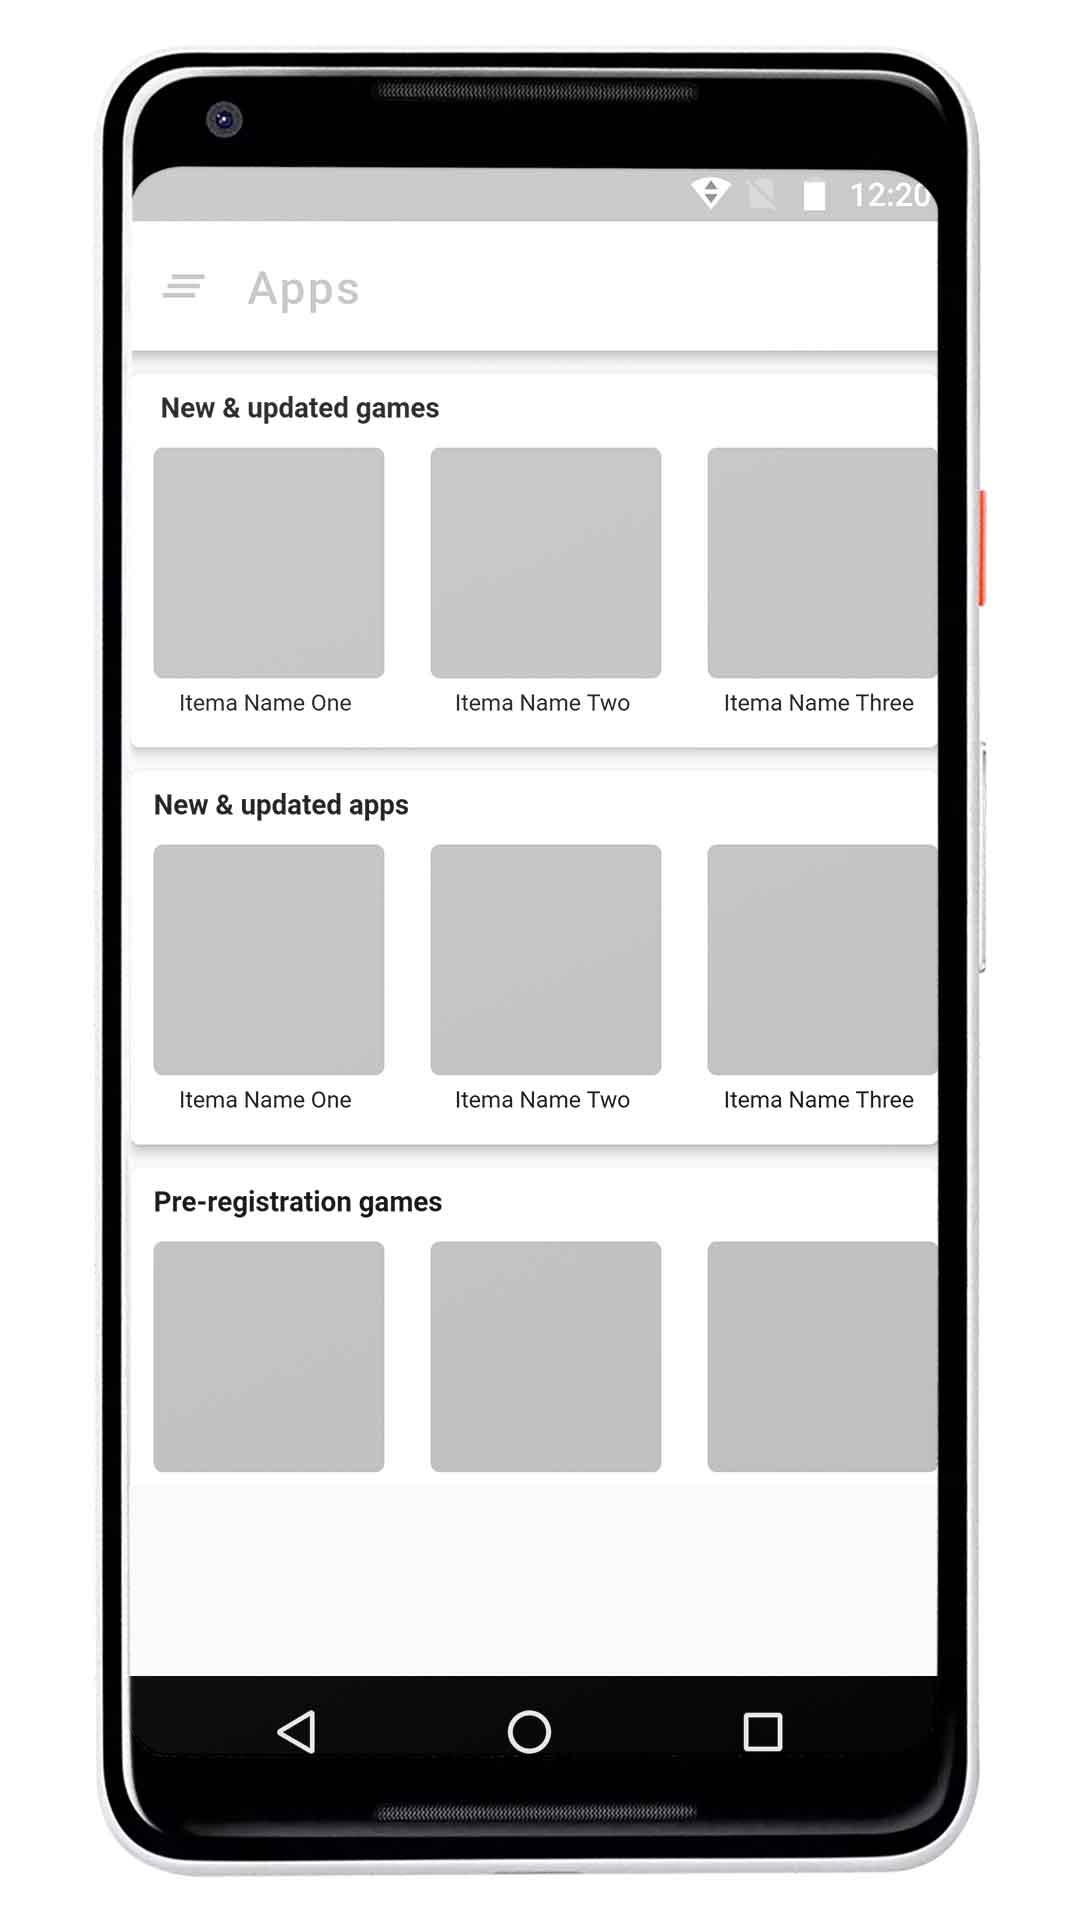 12:20
Apps
New & updated games
Itema Name One
Itema Name Two
Itema Name Three
New & updated apps
Itema Name One
Itema Name Two
Itema Name Three
Pre-registration games